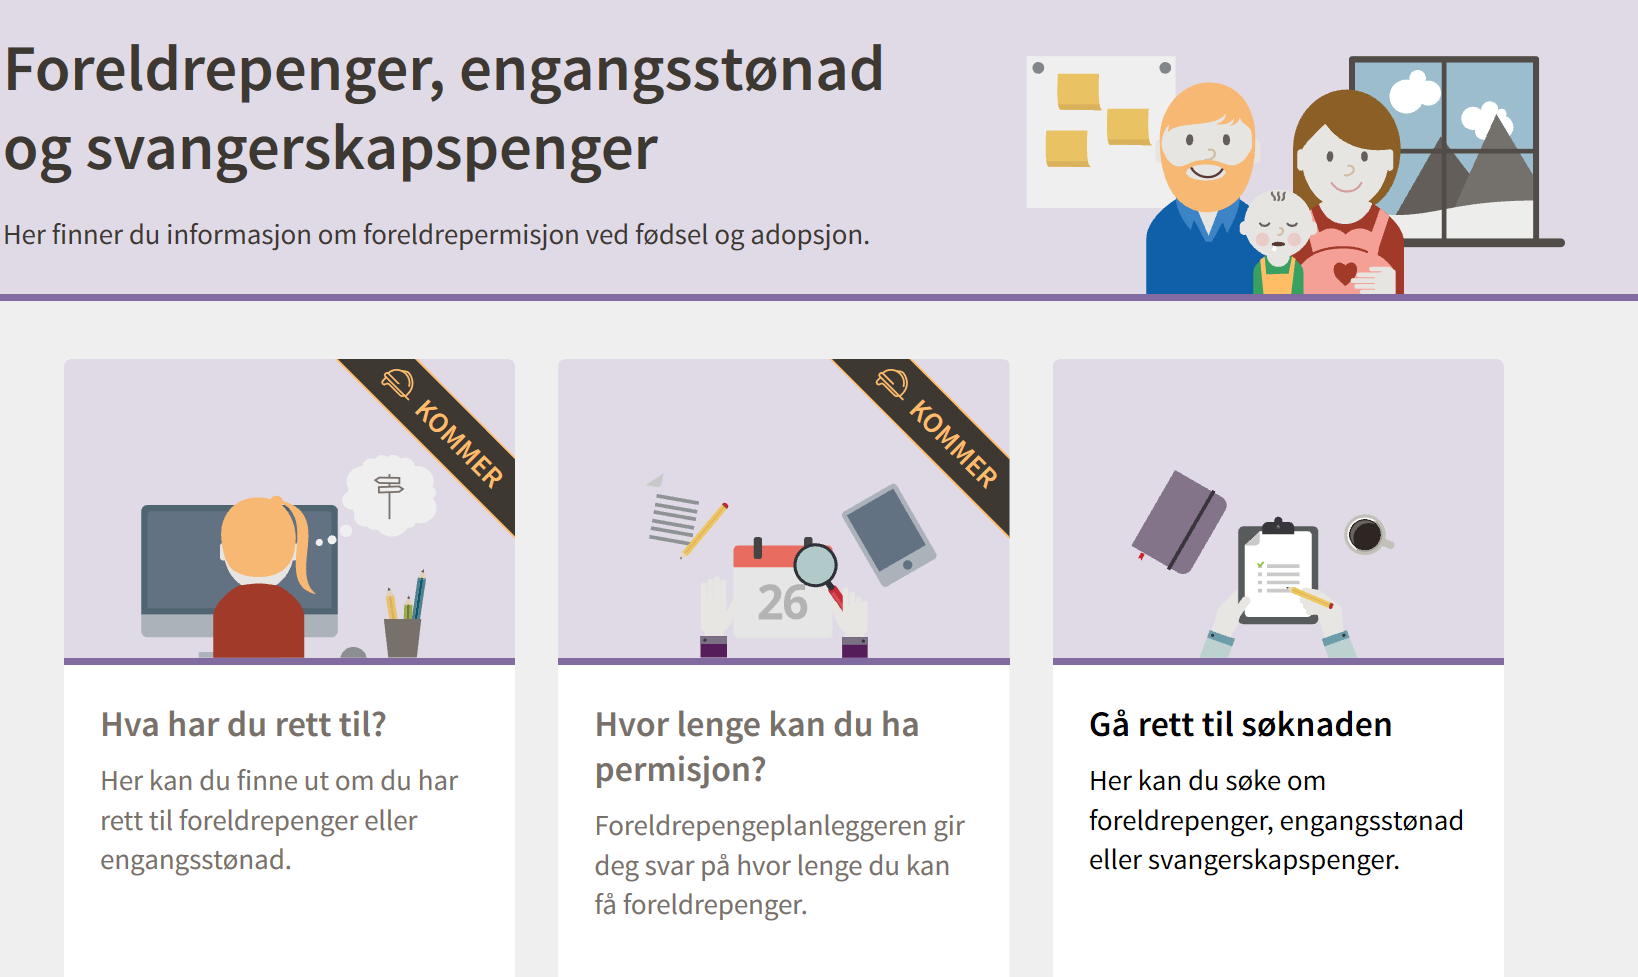 Foreldrepenger, engangsstønad
og svangerskapspenger
Her finner du informasjon om foreldrepermisjon ved fødsel og adopsjon.
KOMMER
Hva har du rett til?
Her kan du finne ut om du har
rett til foreldrepenger eller
engangsstønad.
KOMMER
26
Hvor lenge kan du ha
permisjon?
Foreldrepengeplanleggeren gir
deg svar på hvor lenge du kan
få foreldrepenger.
Gå rett til søknaden
Her kan du søke om
foreldrepenger, engangsstønad
eller svangerskapspenger.